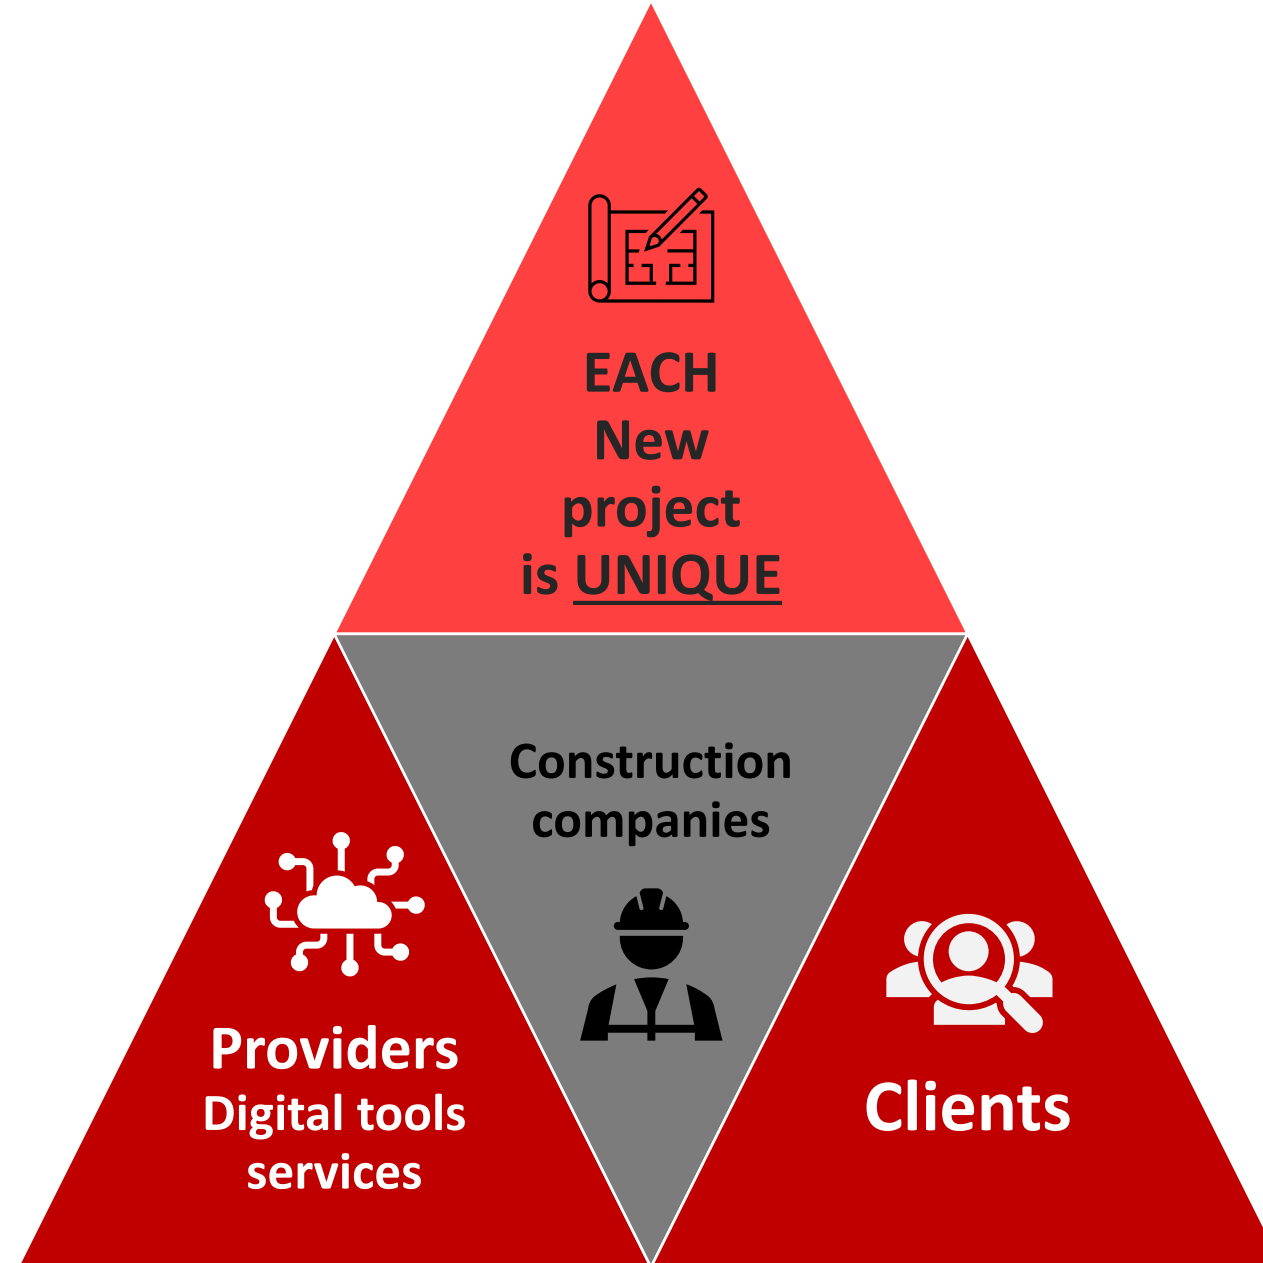 EACH
New
project
is UNIQUE
Construction
companies
Providers
Digital tools
services
Clients